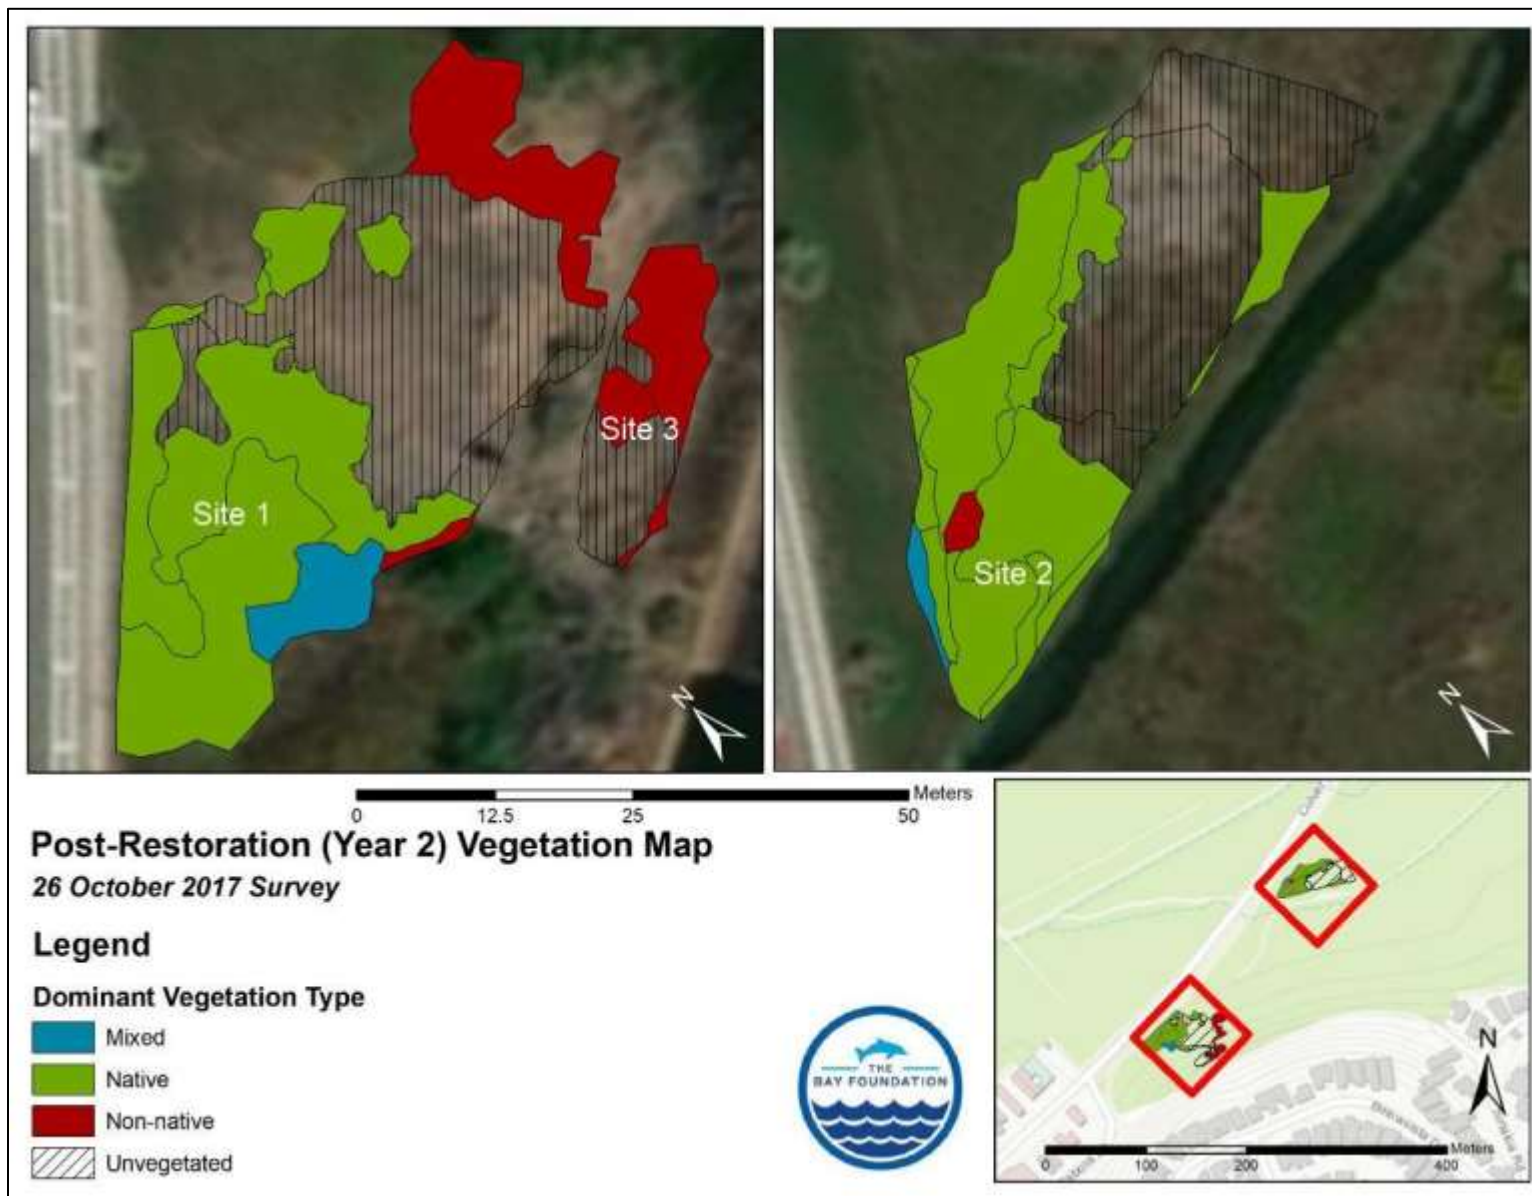 Site 1
Site 3
N
Site 2
N
0 12.5 25 50 Meters
Post-Restoration (Year 2) Vegetation Map
26 October 2017 Survey
Legend
Dominant Vegetation Type
Mixed
Native
Non-native
Unvegetated
THE
BAY FOUNDATION
N
Meters
0 100 200 400